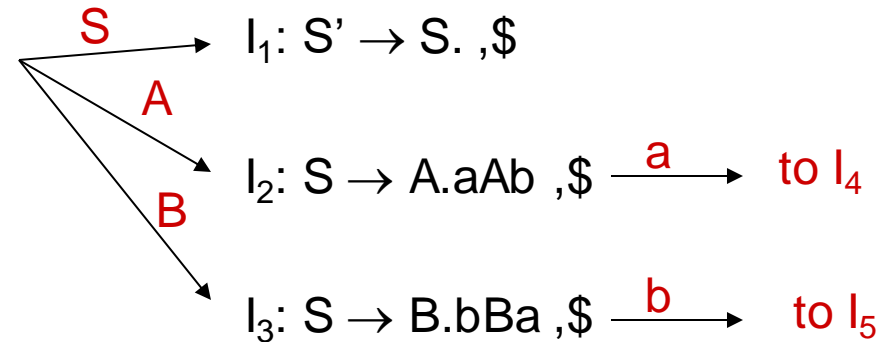 S I₁: S’ → S. ,$
A
I₂: S → A.aAb ,$ a to I₄
B
I₃: S → B.bBa ,$ b to I₅